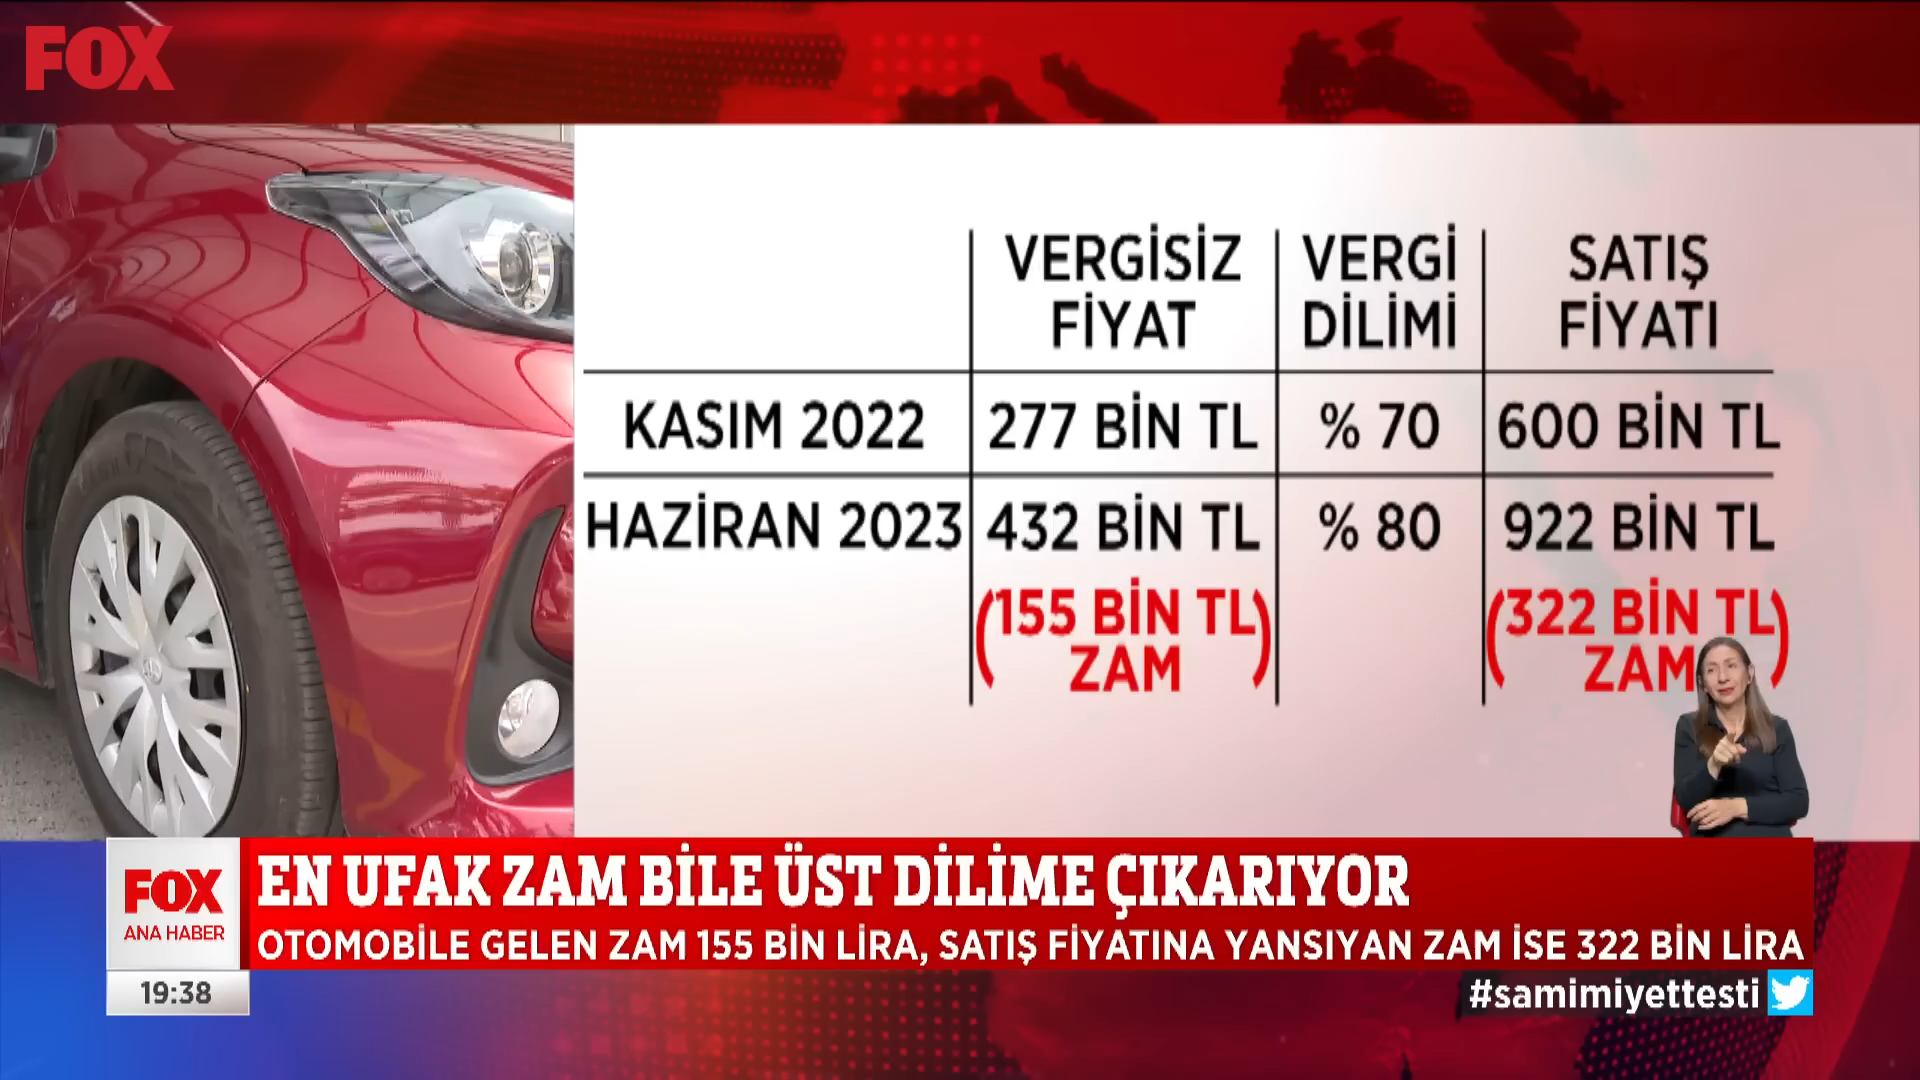 FOX
VERGİSİZ FİYAT
VERGİ DİLİMİ
SATIŞ FİYATI
KASIM 2022 277 BİN TL % 70 600 BİN TL
HAZİRAN 2023 432 BİN TL % 80 922 BİN TL
(155 BİN TL ZAM)
(322 BİN TL ZAM)
FOX
ANA HABER
EN UFAK ZAM BİLE ÜST DİLİME ÇIKARIYOR
OTOMOBİLE GELEN ZAM 155 BİN LİRA, SATIŞ FİYATINA YANSIYAN ZAM İSE 322 BİN LİRA
19:38
#samimiyettesti